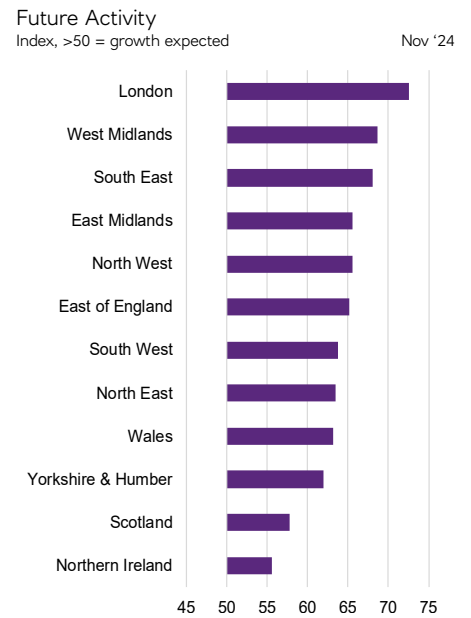 Future Activity
Index, >50 = growth expected
Nov ‘24
London
West Midlands
South East
East Midlands
North West
East of England
South West
North East
Wales
Yorkshire & Humber
Scotland
Northern Ireland
45 50 55 60 65 70 75